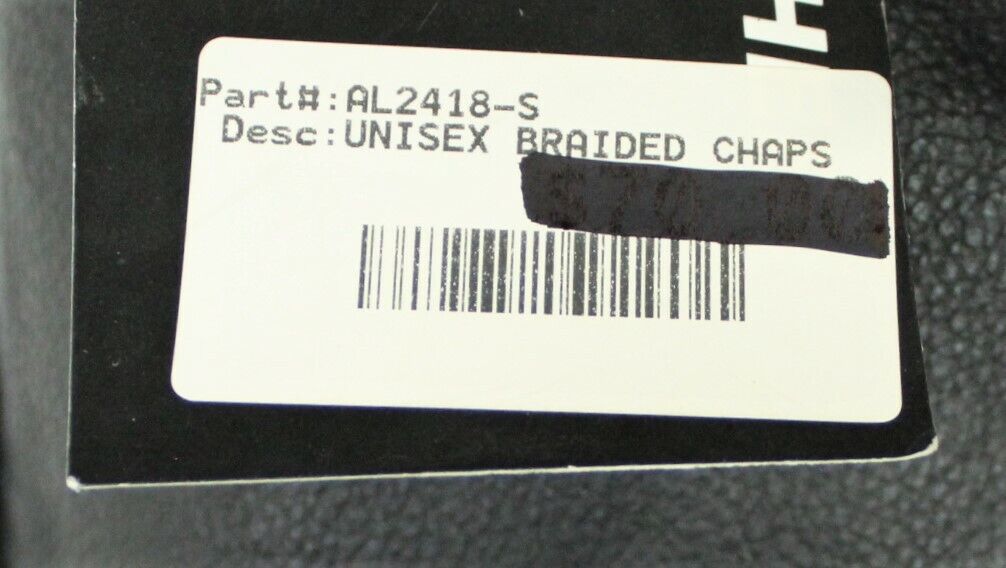 Part#:AL2418-S
Desc:UNISEX BRAIDED CHAPS